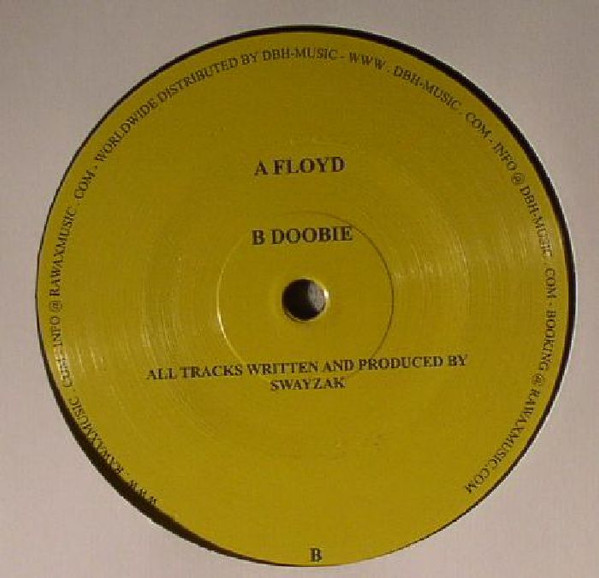 WWW . RAWAXMUSIC . COM - INFO @ RAWAXMUSIC . COM - WORLDWIDE DISTRIBUTED BY DBH-MUSIC - WWW . DBH-MUSIC . COM - INFO @ DBH-MUSIC . COM - BOOKING @ RAWAXMUSIC.COM
A FLOYD
B DOOBIE
ALL TRACKS WRITTEN AND PRODUCED BY
SWAYZAK
B